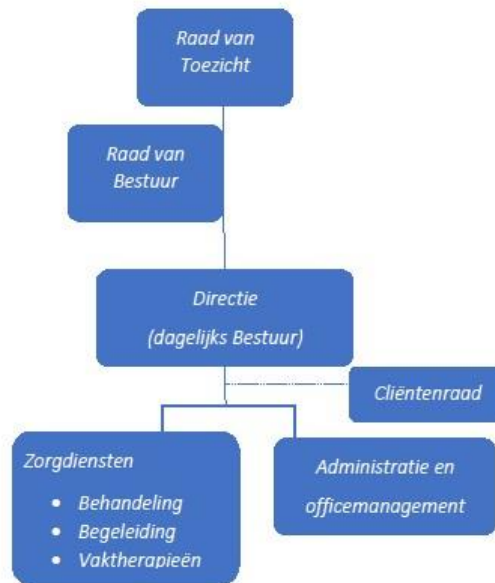 Raad van
Toezicht
Raad van
Bestuur
Directie
(dagelijks Bestuur)
Cliëntenraad
Zorgdiensten
• Behandeling
• Begeleiding
• Vaktherapieën
Administratie en
officemanagement